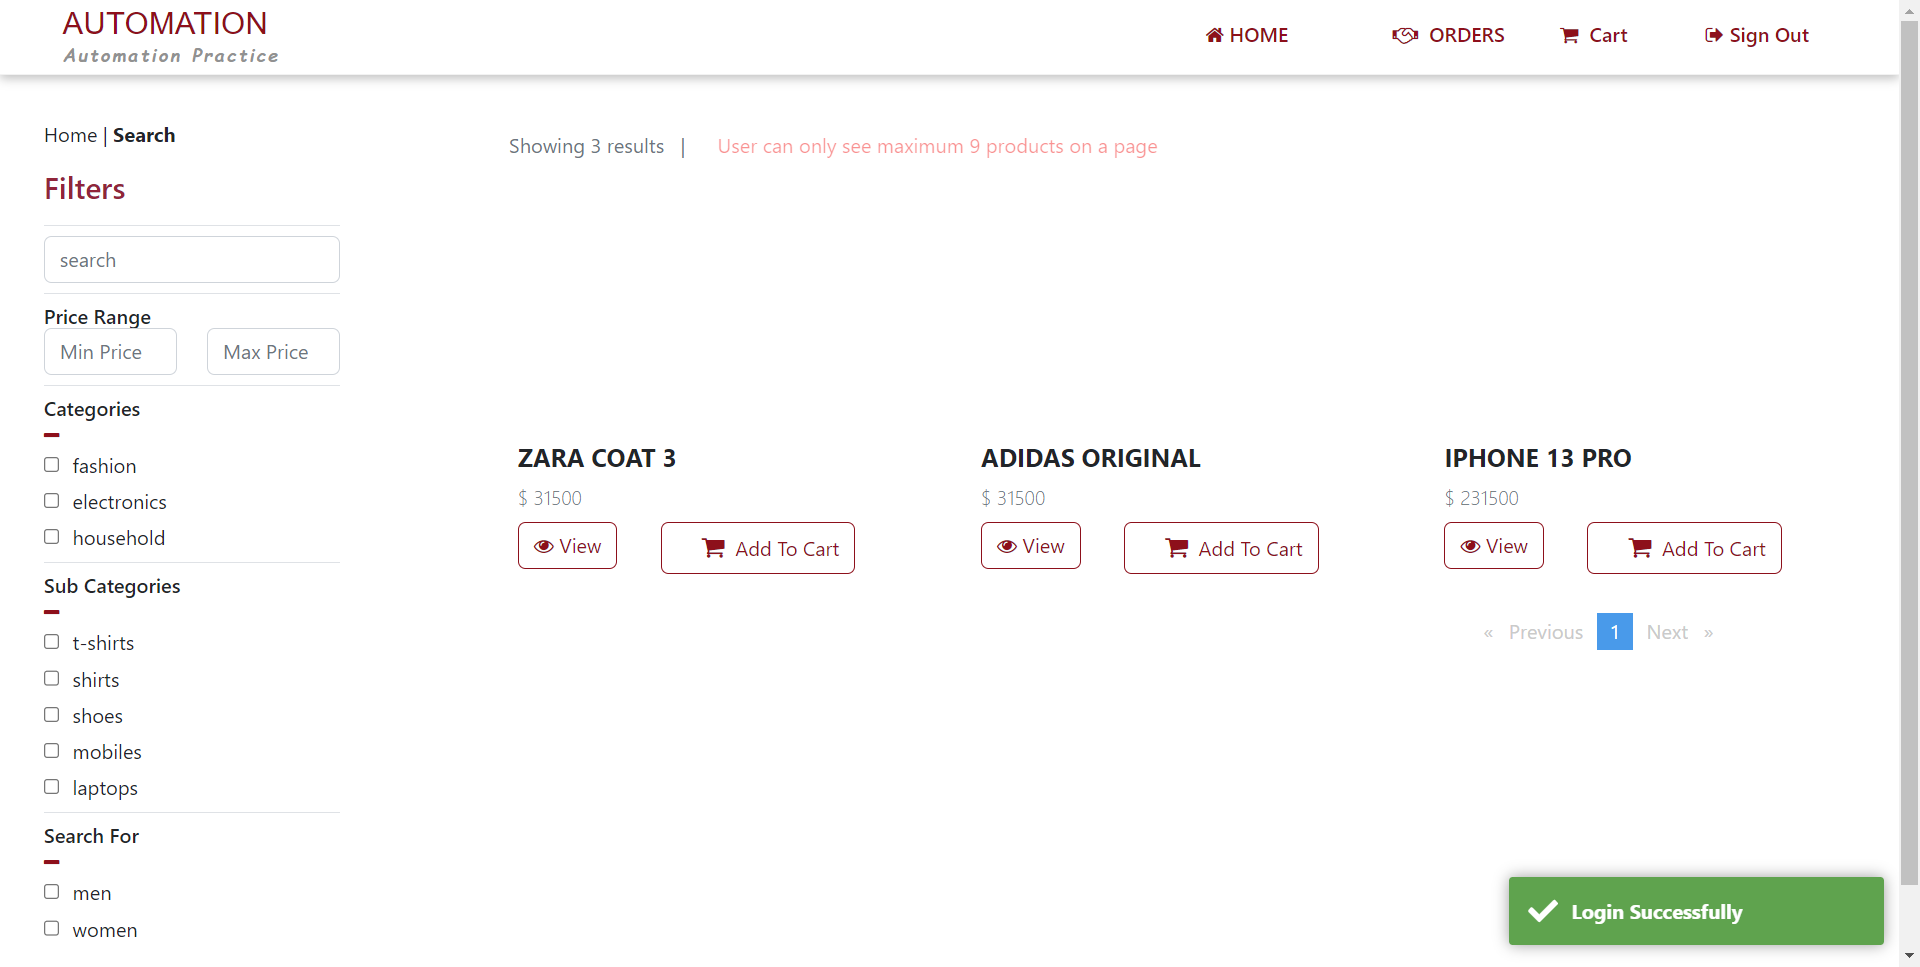 AUTOMATION
Automation Practice
HOME
ORDERS
Cart
Sign Out
Home | Search
Showing 3 results |
User can only see maximum 9 products on a page
Filters
search
Price Range
Min Price
Max Price
Categories
fashion
electronics
household
Sub Categories
t-shirts
shirts
shoes
mobiles
laptops
Search For
men
women
ZARA COAT 3
$ 31500
View
Add To Cart
ADIDAS ORIGINAL
$ 31500
View
Add To Cart
IPHONE 13 PRO
$ 231500
View
Add To Cart
« Previous 1 Next »
Login Successfully